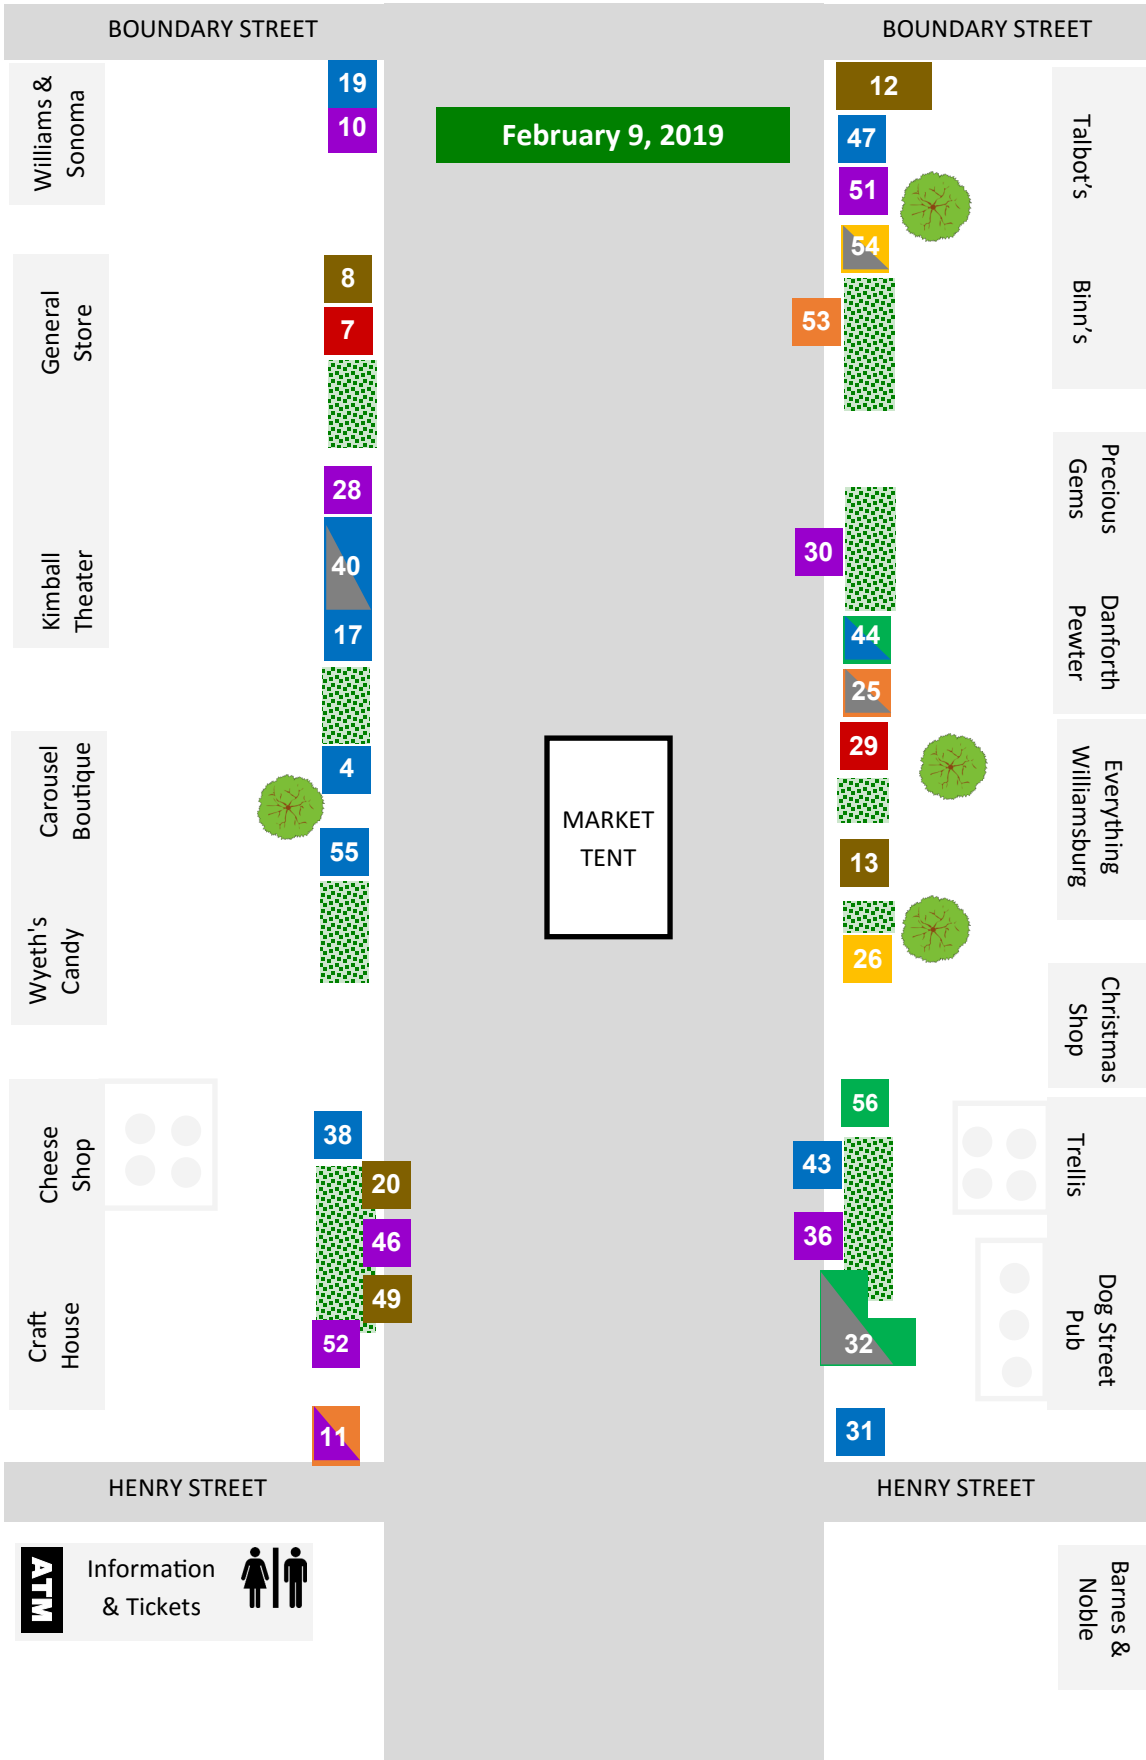 BOUNDARY STREET
BOUNDARY STREET
Williams &
Sonoma
19
10
February 9, 2019
12
47
51
54
53
Talbot's
Binn's
General
Store
8
7
28
40
17
Kimball
Theater
Precious
Gems
30
44
25
29
Danforth
Pewter
Carousel
Boutique
4
55
MARKET
TENT
13
26
Everything
Williamsburg
Wyeth's
Candy
Christmas
Shop
Cheese
Shop
38
20
46
49
52
11
56
43
36
32
31
Trellis
Craft
House
Dog Street
Pub
HENRY STREET
HENRY STREET
ATM
Information
& Tickets
Barnes &
Noble